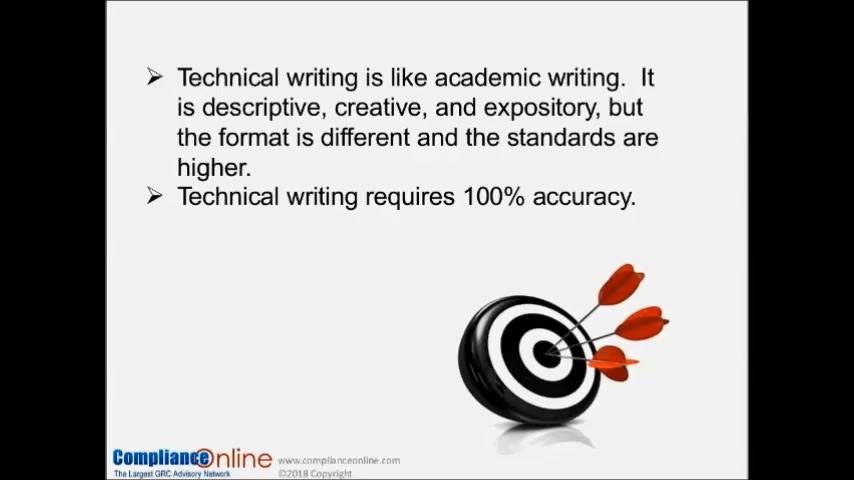 Technical writing is like academic writing. It
is descriptive, creative, and expository, but
the format is different and the standards are
higher.
Technical writing requires 100% accuracy.
ComplianceOnline
The Largest GRC Advisory Network
www.complianceonline.com
©2018 Copyright